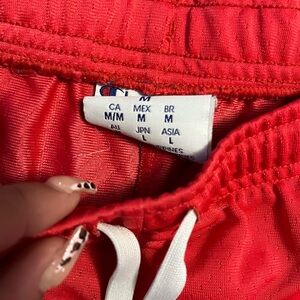 M
CA MEX BR
M/M M M
AU JPN ASIA
L L